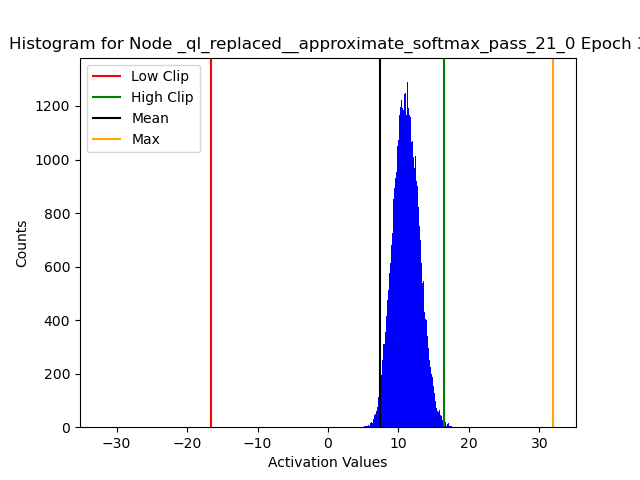 Histogram for Node _ql_replaced__approximate_softmax_pass_21_0 Epoch
Low Clip
High Clip
Mean
Max
Counts
1200
1000
800
600
400
200
0
−30 −20 −10 0 10 20 30
Activation Values